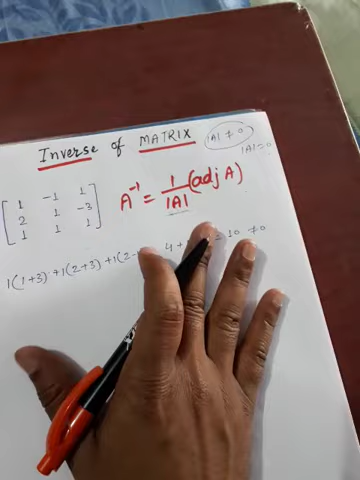 Inverse of MATRIX |A| ≠ 0
|A| = 0
A⁻¹ = 1/|A| (adj A)
1 -1 1
2 1 -3
1 1 1
1(1+3)+1(2+3)+1(2- 4+ = 10 ≠0